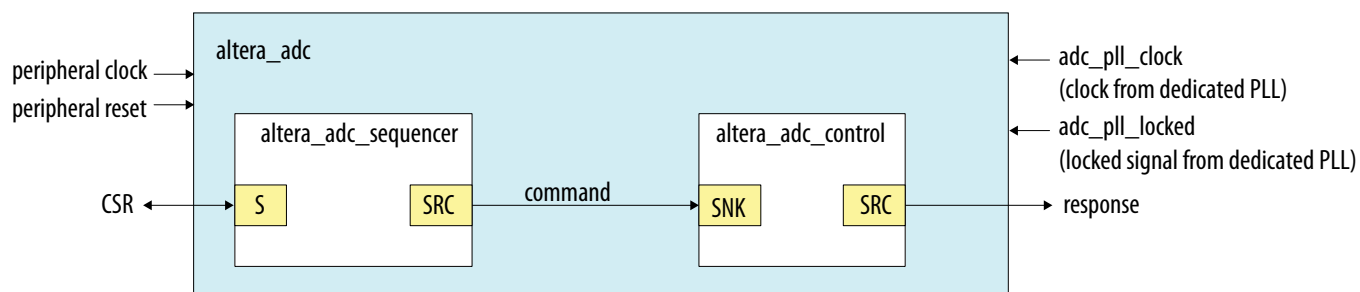 altera_adc
peripheral clock
peripheral reset
adc_pll_clock
(clock from dedicated PLL)
adc_pll_locked
(locked signal from dedicated PLL)
altera_adc_sequencer
altera_adc_control
CSR
S
SRC
command
SNK
SRC
response